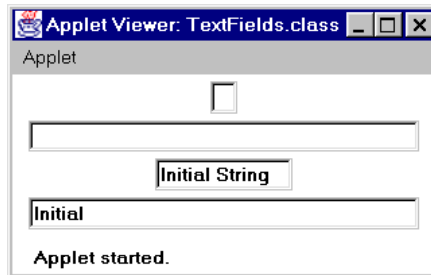 Applet Viewer: TextFields.class
Applet
Initial String
Initial
Applet started.